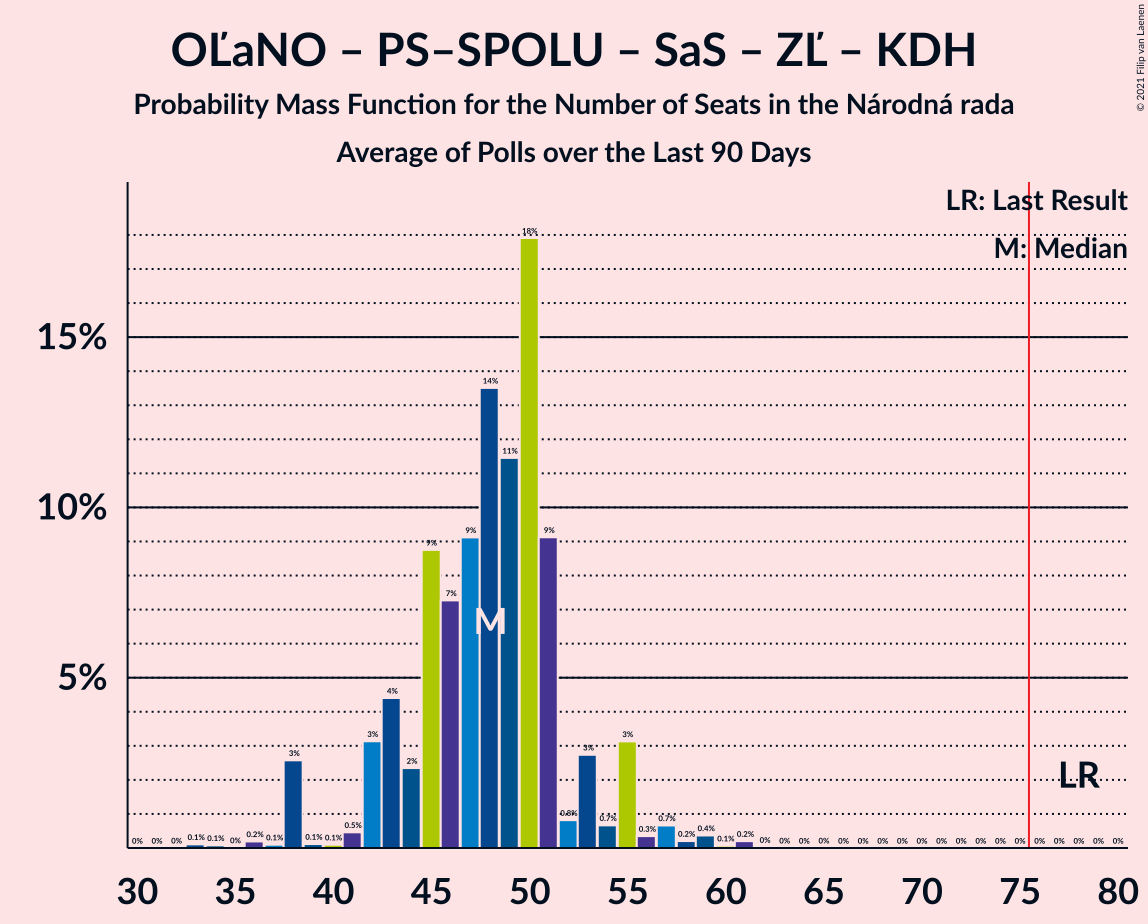 OĽaNO – PS–SPOLU – SaS – ZĽ – KDH
Probability Mass Function for the Number of Seats in the Národná rada
Average of Polls over the Last 90 Days
© 2021 Filip van Laenen
LR: Last Result
M: Median
18%
15%
14%
11%
10%
9% 9% 9%
7%
M
5%
4%
3% 3% 2% 3% 3%
LR
0% 0% 0% 0.1% 0.1% 0% 0.2% 0.1% 0.1% 0.1% 0.5% 0.8% 0.7% 0.3% 0.7% 0.2% 0.4% 0.1% 0.2% 0% 0% 0% 0% 0% 0% 0% 0% 0% 0% 0% 0% 0% 0% 0% 0% 0% 0% 0%
30 35 40 45 50 55 60 65 70 75 80